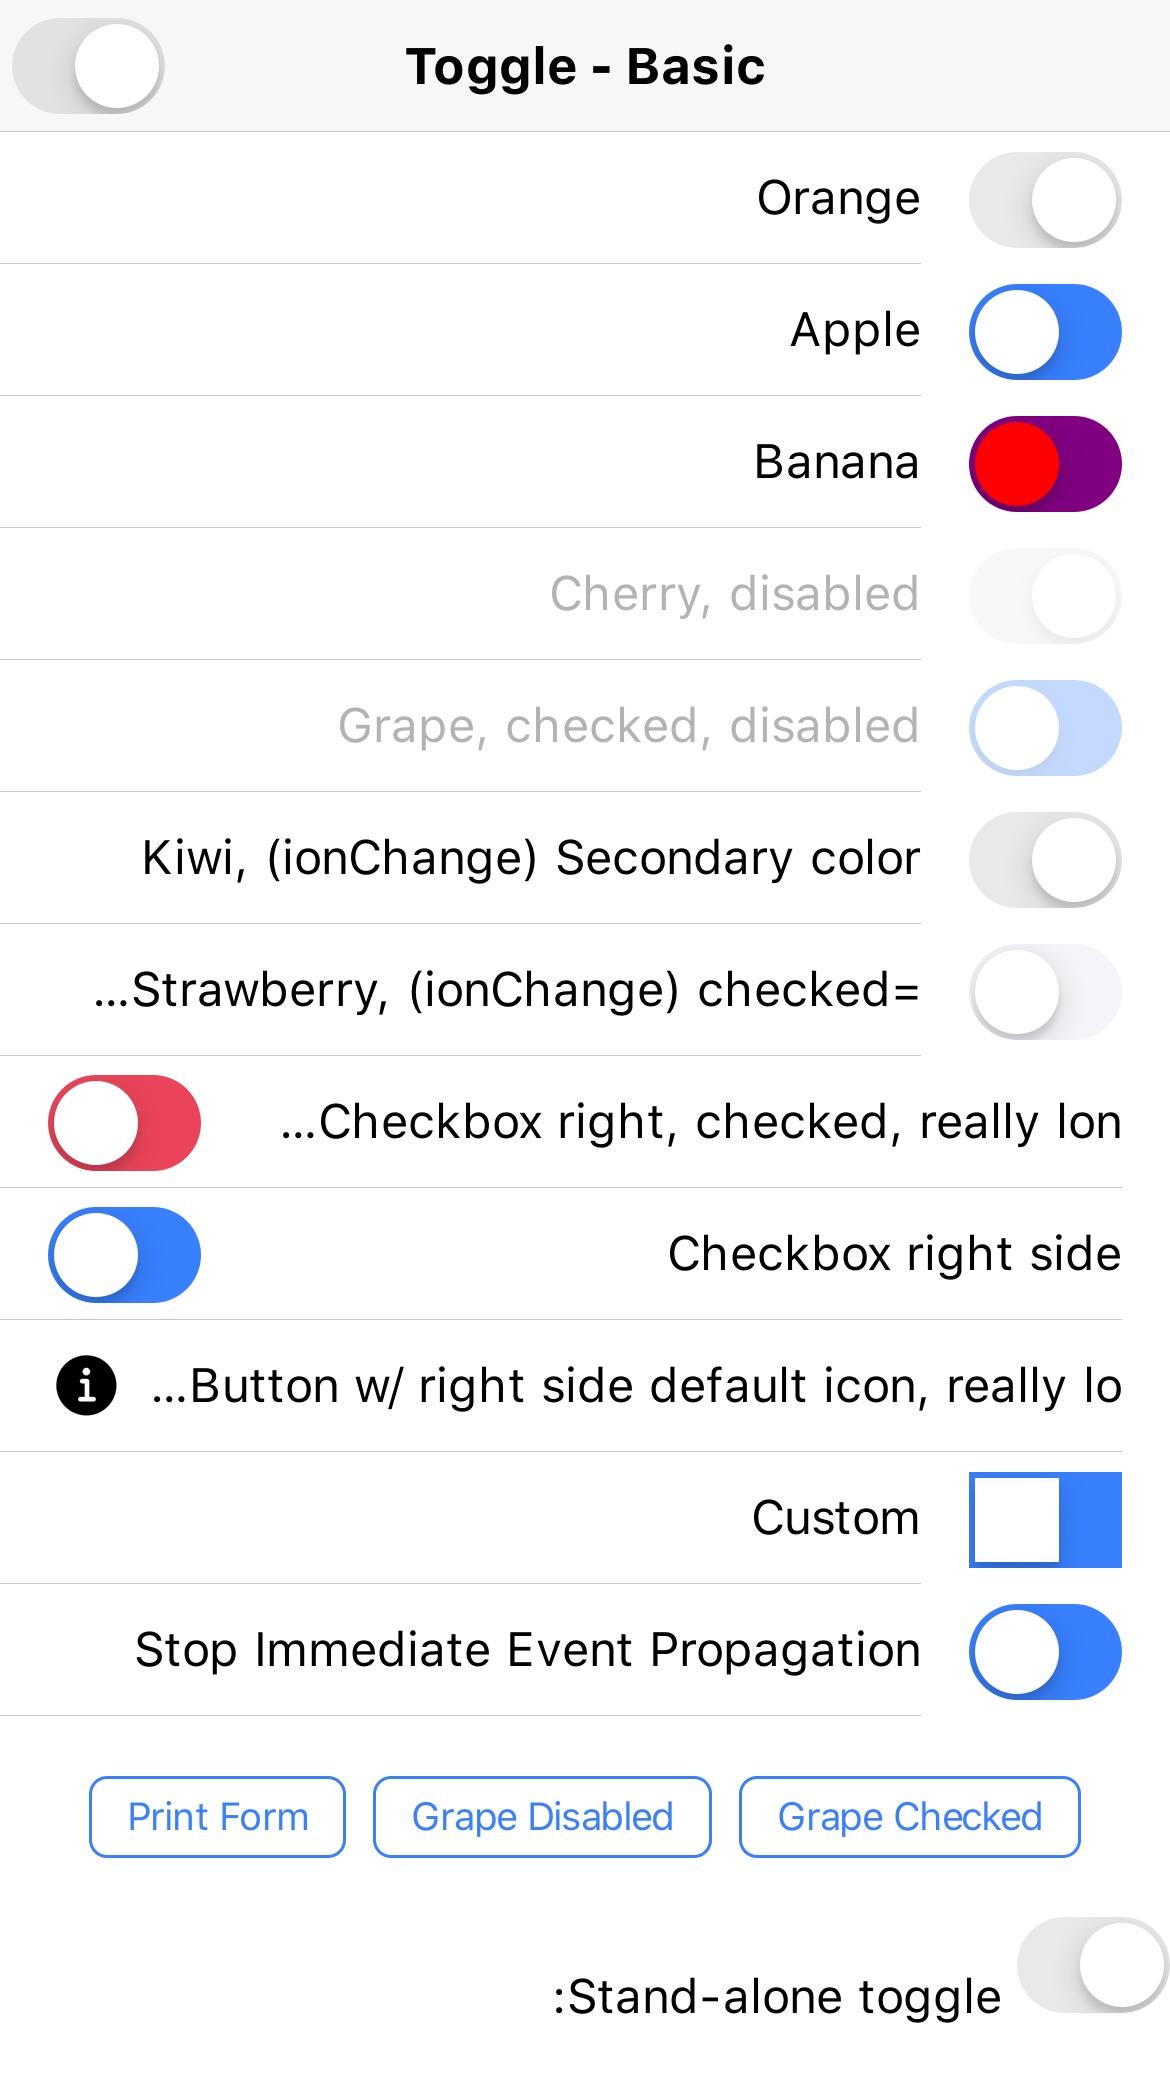 Toggle - Basic
Orange
Apple
Banana
Cherry, disabled
Grape, checked, disabled
Kiwi, (ionChange) Secondary color
...Strawberry, (ionChange) checked=
...Checkbox right, checked, really lon
Checkbox right side
...Button w/ right side default icon, really lo
Custom
Stop Immediate Event Propagation
Print Form Grape Disabled Grape Checked
:Stand-alone toggle